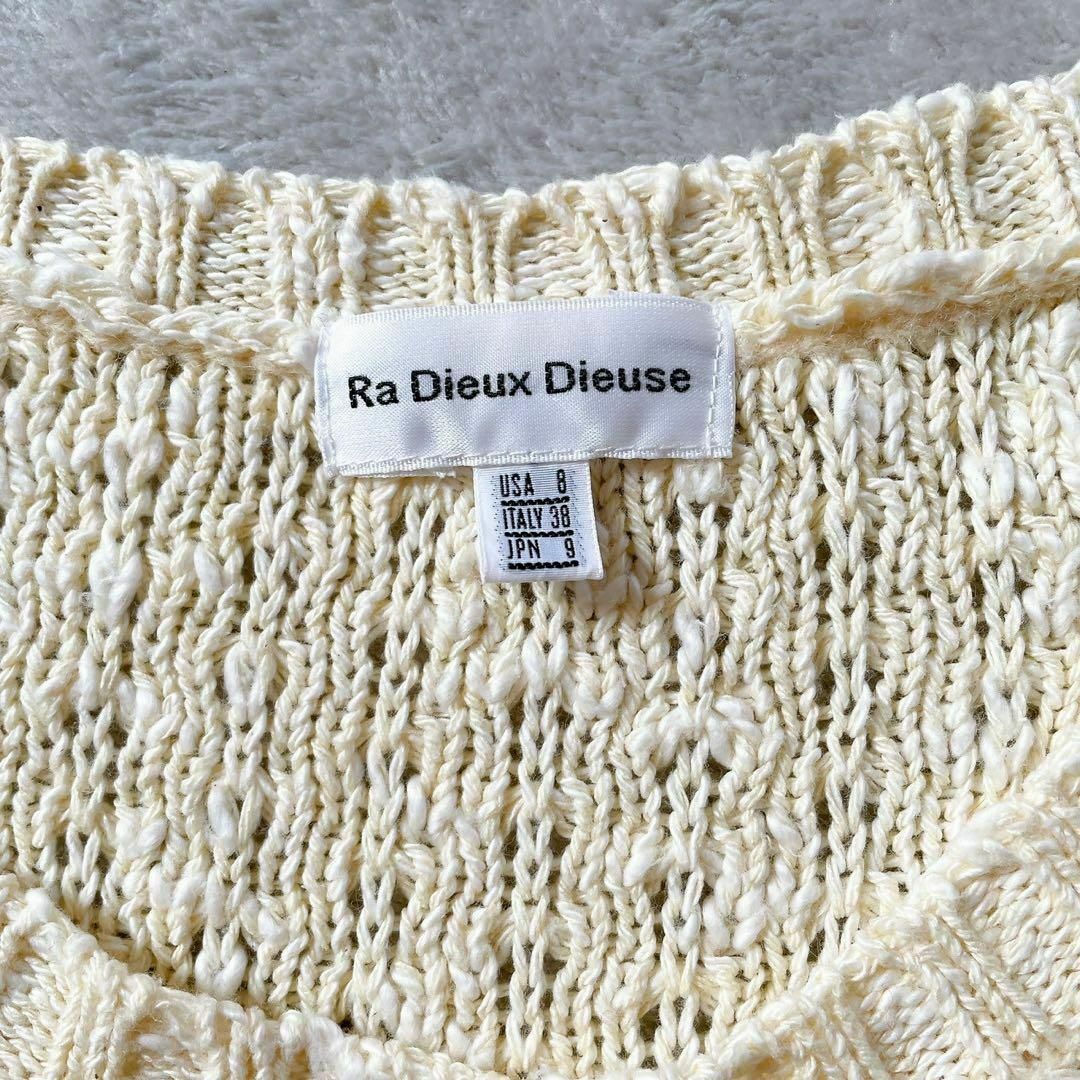 Ra Dieux Dieuse
USA 8
ITALY 38
JPN 9